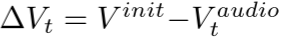 ΔV_t = V^{init} − V_t^{audio}